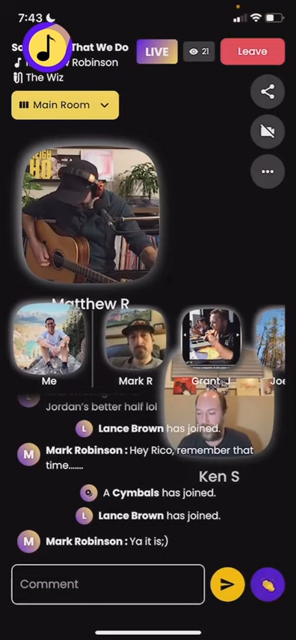 7:43
That We Do
LIVE
21
Leave
Robinson
The Wiz
Main Room
Matthew R
Me
Mark R
Grant J
Joe
Jordan's better half lol
L Lance Brown has joined.
M Mark Robinson : Hey Rico, remember that
time.......
Ken S
A Cymbals has joined.
L Lance Brown has joined.
M Mark Robinson : Ya it is;)
Comment